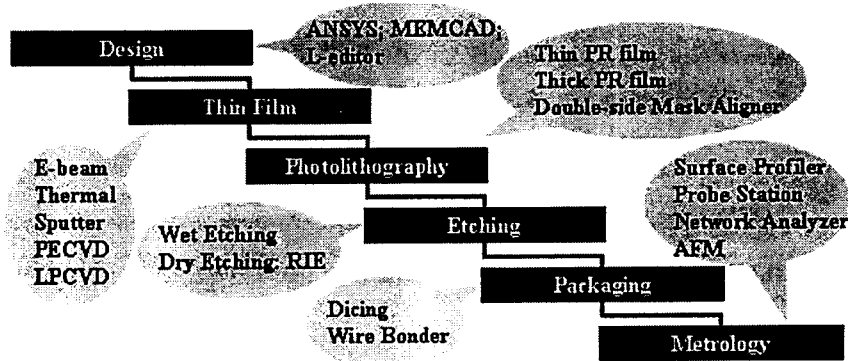 Design
ANSYS; MEMCAD;
L-editor
Thin Film
Thin PR film
Thick PR film
Double-side Mask Aligner
Photolithography
E-beam
Thermal
Sputter
PECVD
LPCVD
Etching
Wet Etching
Dry Etching: RIE
Surface Profiler
Probe Station
Network Analyzer
AFM
Packaging
Dicing
Wire Bonder
Metrology